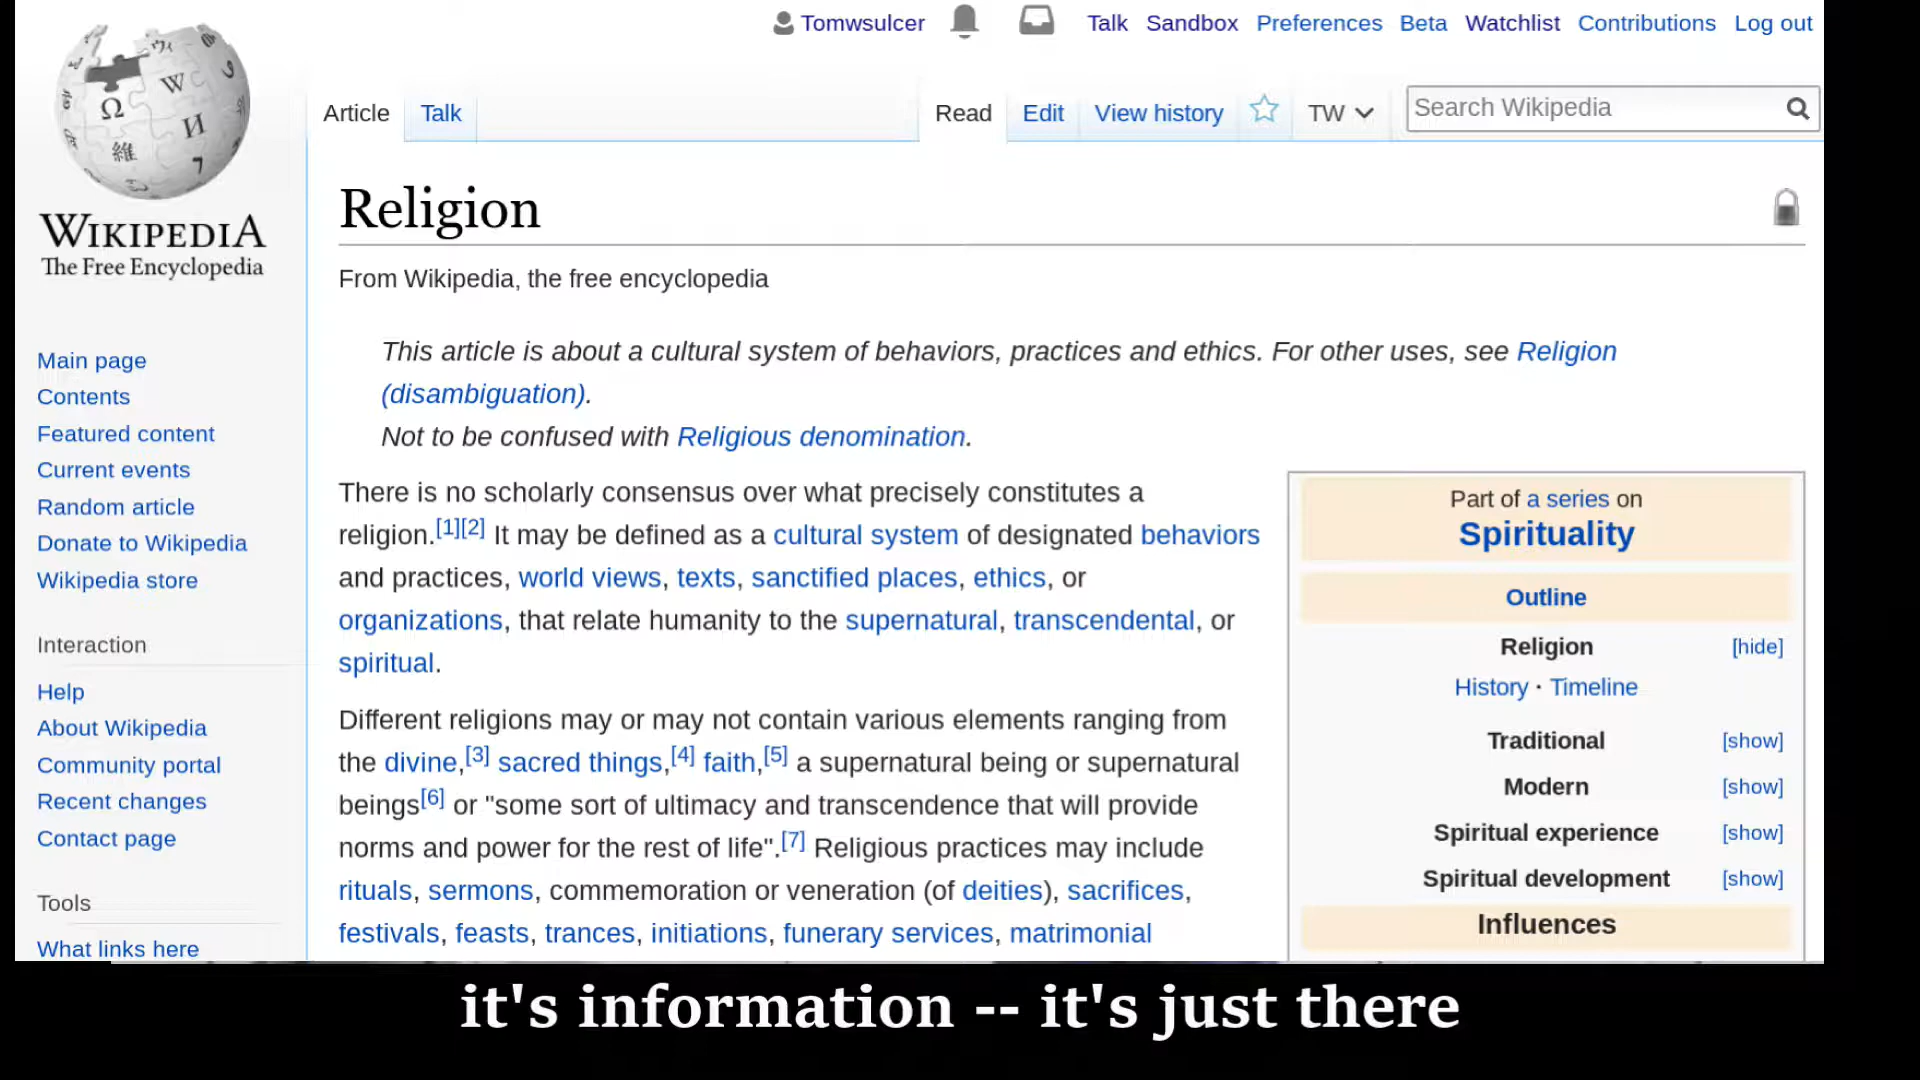 Tomwsulcer Talk Sandbox Preferences Beta Watchlist Contributions Log out
Article Talk Read Edit View history TW Search Wikipedia
WIKIPEDIA
The Free Encyclopedia
Main page
Contents
Featured content
Current events
Random article
Donate to Wikipedia
Wikipedia store
Interaction
Help
About Wikipedia
Community portal
Recent changes
Contact page
Tools
What links here
Religion
From Wikipedia, the free encyclopedia
This article is about a cultural system of behaviors, practices and ethics. For other uses, see Religion
(disambiguation).
Not to be confused with Religious denomination.
There is no scholarly consensus over what precisely constitutes a
religion.[1][2] It may be defined as a cultural system of designated behaviors
and practices, world views, texts, sanctified places, ethics, or
organizations, that relate humanity to the supernatural, transcendental, or
spiritual.
Different religions may or may not contain various elements ranging from
the divine,[3] sacred things,[4] faith,[5] a supernatural being or supernatural
beings[6] or "some sort of ultimacy and transcendence that will provide
norms and power for the rest of life".[7] Religious practices may include
rituals, sermons, commemoration or veneration (of deities), sacrifices,
festivals, feasts, trances, initiations, funerary services, matrimonial
Part of a series on
Spirituality
Outline
Religion [hide]
History · Timeline
Traditional [show]
Modern [show]
Spiritual experience [show]
Spiritual development [show]
Influences
it's information -- it's just there